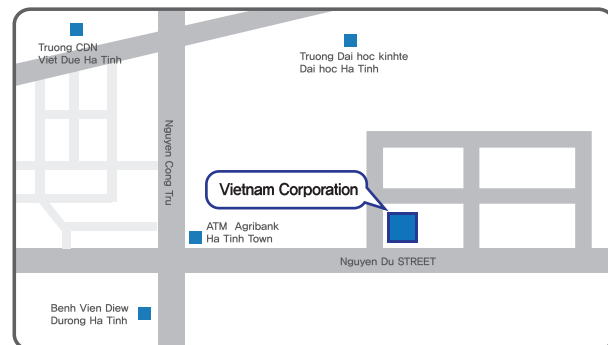 Truong CDN
Viet Due Ha Tinh
Truong Dai hoc kinhte
Dai hoc Ha Tinh
Nguyen Cong Tru
Vietnam Corporation
ATM Agribank
Ha Tinh Town
Nguyen Du STREET
Benh Vien Diew
Durong Ha Tinh